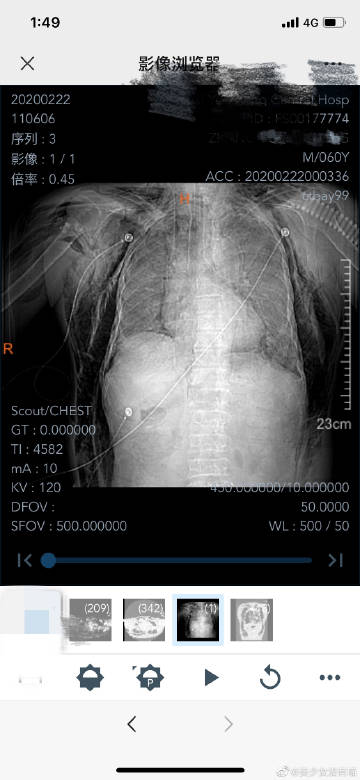 1:49 4G
影像浏览器
20200222
110606
序列: 3 M/060Y
影像: 1 / 1 ACC : 20200222000336
倍率: 0.45
R
R
23cm
Scout/CHEST
GT : 0.000000
TI : 4582
mA : 10
KV : 120 450.000000/10.000000
DFOV : 50.0000
SFOV : 500.000000 WL : 500 / 50
(209) (342) (1)
P